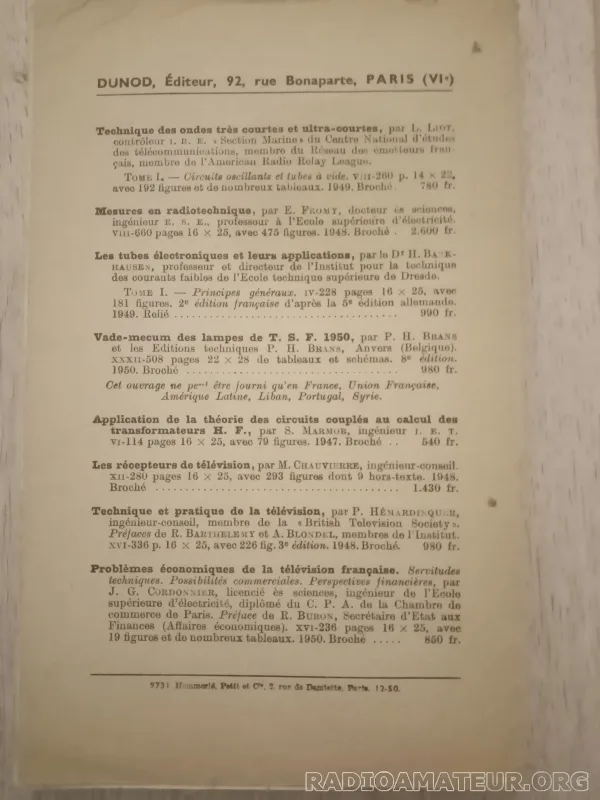 DUNOD, Éditeur, 92, rue Bonaparte, PARIS (VIe)
Technique des ondes très courtes et ultra-courtes, par L. Liot,
contrôleur I. E. E. « Section Marine » du Centre National d'études
des télécommunications, membre du Réseau des émetteurs fran-
çais, membre de l'American Radio Relay League.
Tome I. — Circuits oscillants et tubes à vide. VIII-260 p. 14 × 22,
avec 192 figures et de nombreux tableaux. 1949. Broché. 780 fr.
Mesures en radiotechnique, par E. Fromy, docteur ès sciences,
ingénieur E. S. E., professeur à l'Ecole supérieure d'électricité.
VIII-660 pages 16 × 25, avec 475 figures. 1948. Broché . 2.600 fr.
Les tubes électroniques et leurs applications, par le Dr H. Bark-
hausen, professeur et directeur de l'Institut pour la technique
des courants faibles de l'Ecole technique supérieure de Dresde.
Tome I. — Principes généraux. IV-228 pages 16 × 25, avec
181 figures. 2e édition française d'après la 5e édition allemande.
1949. Relié ........ 990 fr.
Vade-mecum des lampes de T. S. F. 1950, par P. H. Brans
et les Editions techniques P. H. Brans, Anvers (Belgique).
XXXII-508 pages 22 × 28 de tableaux et schémas. 8e édition.
1950. Broché ........ 980 fr.
Cet ouvrage ne peut être fourni qu'en France, Union Française,
Amérique Latine, Liban, Portugal, Syrie.
Application de la théorie des circuits couplés au calcul des
transformateurs H. F., par S. Marmor, ingénieur I. E. T.
VI-114 pages 16 × 25, avec 79 figures. 1947. Broché . . 540 fr.
Les récepteurs de télévision, par M. Chauvierre, ingénieur-conseil.
XII-280 pages 16 × 25, avec 293 figures dont 9 hors-texte. 1948.
Broché ........ 1.430 fr.
Technique et pratique de la télévision, par P. Hémardinquer,
ingénieur-conseil, membre de la « British Television Society ».
Préfaces de R. Barthelemy et A. Blondel, membres de l'Institut.
XVI-336 p. 16 × 25, avec 226 fig. 3e édition. 1948. Broché. 980 fr.
Problèmes économiques de la télévision française. Servitudes
techniques. Possibilités commerciales. Perspectives financières, par
J. G. Cordonnier, licencié ès sciences, ingénieur de l'Ecole
supérieure d'électricité, diplômé du C. P. A. de la Chambre de
commerce de Paris. Préface de R. Buron, Secrétaire d'Etat aux
Finances (Affaires économiques). XVI-236 pages 16 × 25, avec
19 figures et de nombreux tableaux. 1950. Broché ..... 850 fr.
9731 Hemmerlé, Petit et Cie, 2, rue de Damiette, Paris. 12-50.
RADIOAMATEUR.ORG